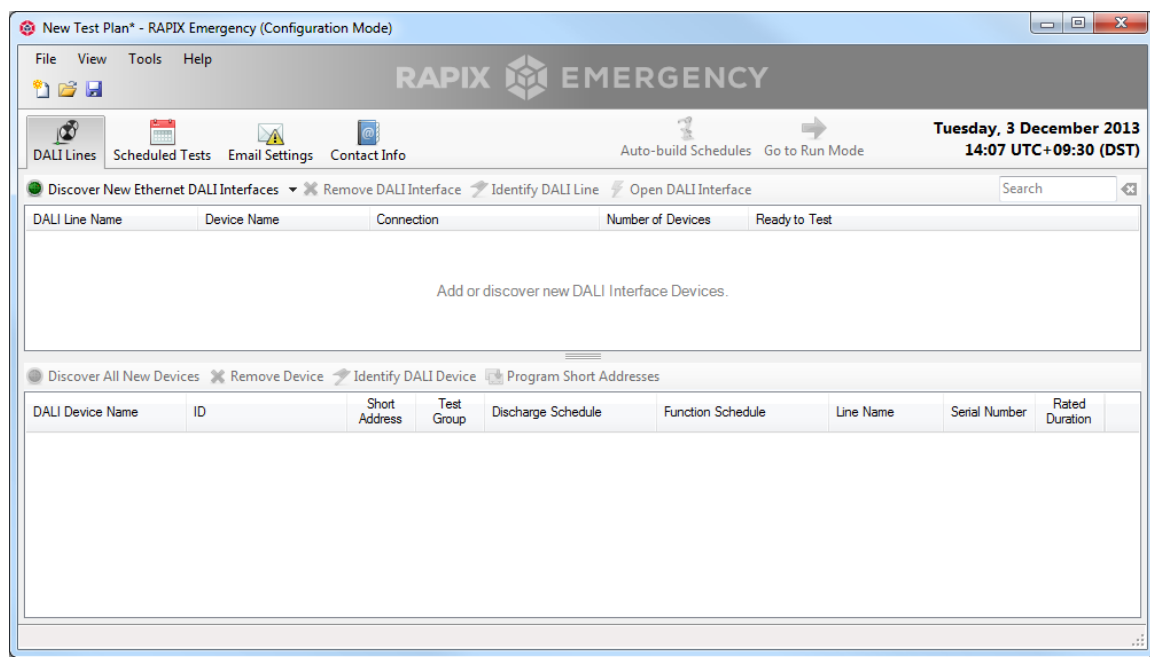 New Test Plan* - RAPIX Emergency (Configuration Mode)
File View Tools Help
RAPIX EMERGENCY
DALI Lines Scheduled Tests Email Settings Contact Info Auto-build Schedules Go to Run Mode
Tuesday, 3 December 2013
14:07 UTC+09:30 (DST)
Discover New Ethernet DALI Interfaces Remove DALI Interface Identify DALI Line Open DALI Interface Search
DALI Line Name Device Name Connection Number of Devices Ready to Test
Add or discover new DALI Interface Devices.
Discover All New Devices Remove Device Identify DALI Device Program Short Addresses
DALI Device Name ID Short Address Test Group Discharge Schedule Function Schedule Line Name Serial Number Rated Duration